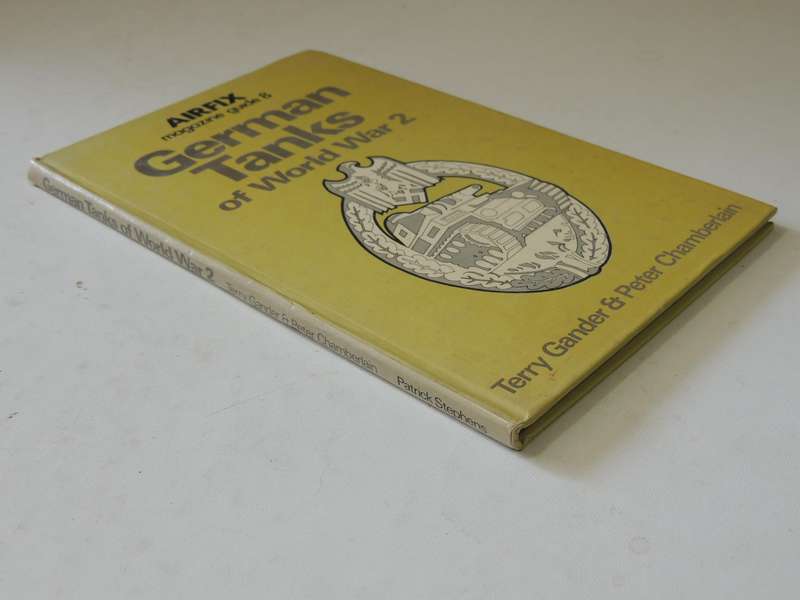 AIRFIX
magazine guide 8
German
Tanks
of World War 2
Terry Gander & Peter Chamberlain
German Tanks of World War 2 Terry Gander & Peter Chamberlain Patrick Stephens